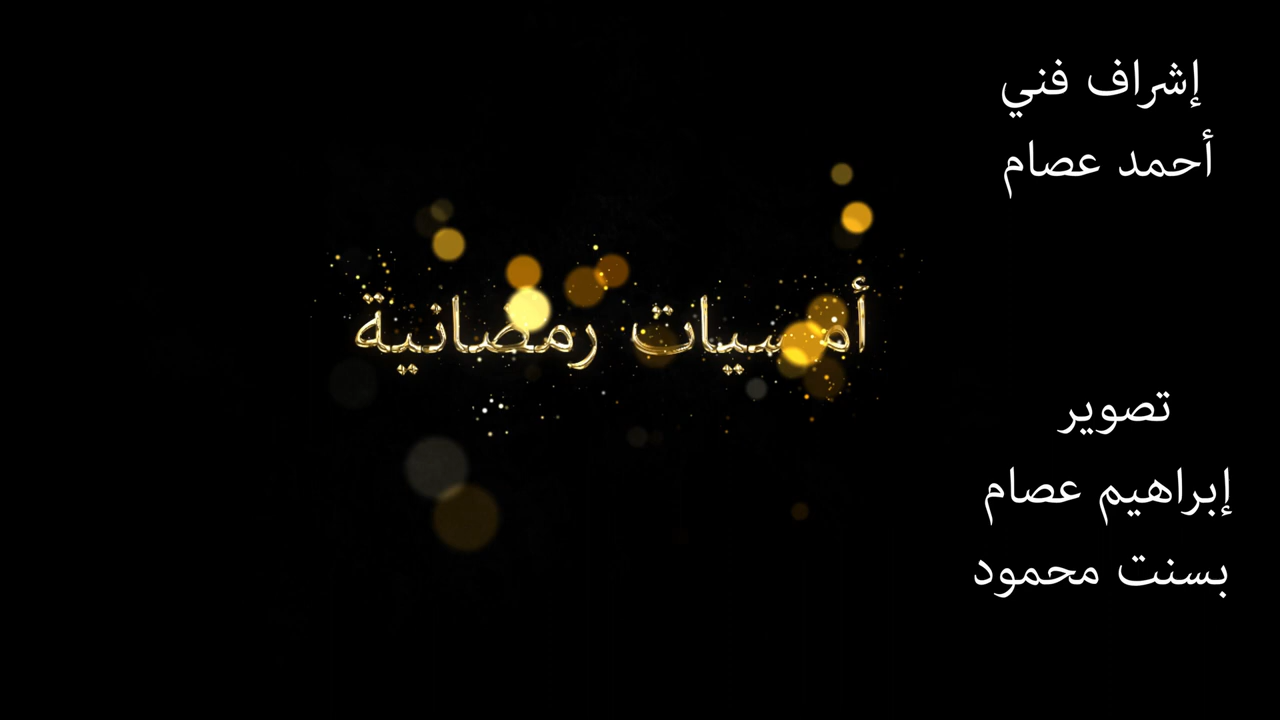 إشراف فني
أحمد عصام
أمسيات رمضانية
تصوير
إبراهيم عصام
بسنت محمود